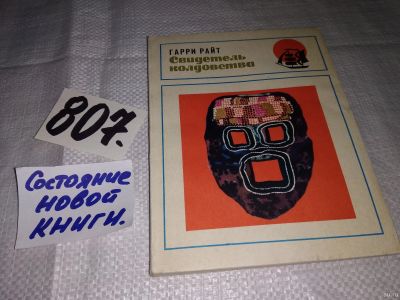 ГАРРИ РАЙТ
Свидетель
колдовства
807.
Состояние
новой
книги.